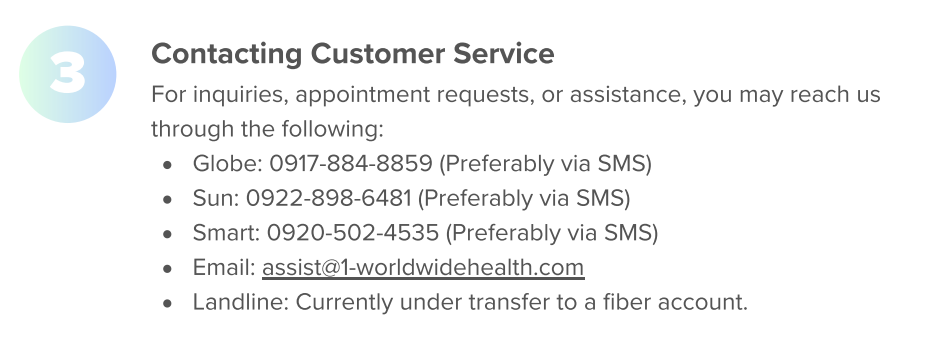 3
Contacting Customer Service
For inquiries, appointment requests, or assistance, you may reach us
through the following:
• Globe: 0917-884-8859 (Preferably via SMS)
• Sun: 0922-898-6481 (Preferably via SMS)
• Smart: 0920-502-4535 (Preferably via SMS)
• Email: assist@1-worldwidehealth.com
• Landline: Currently under transfer to a fiber account.